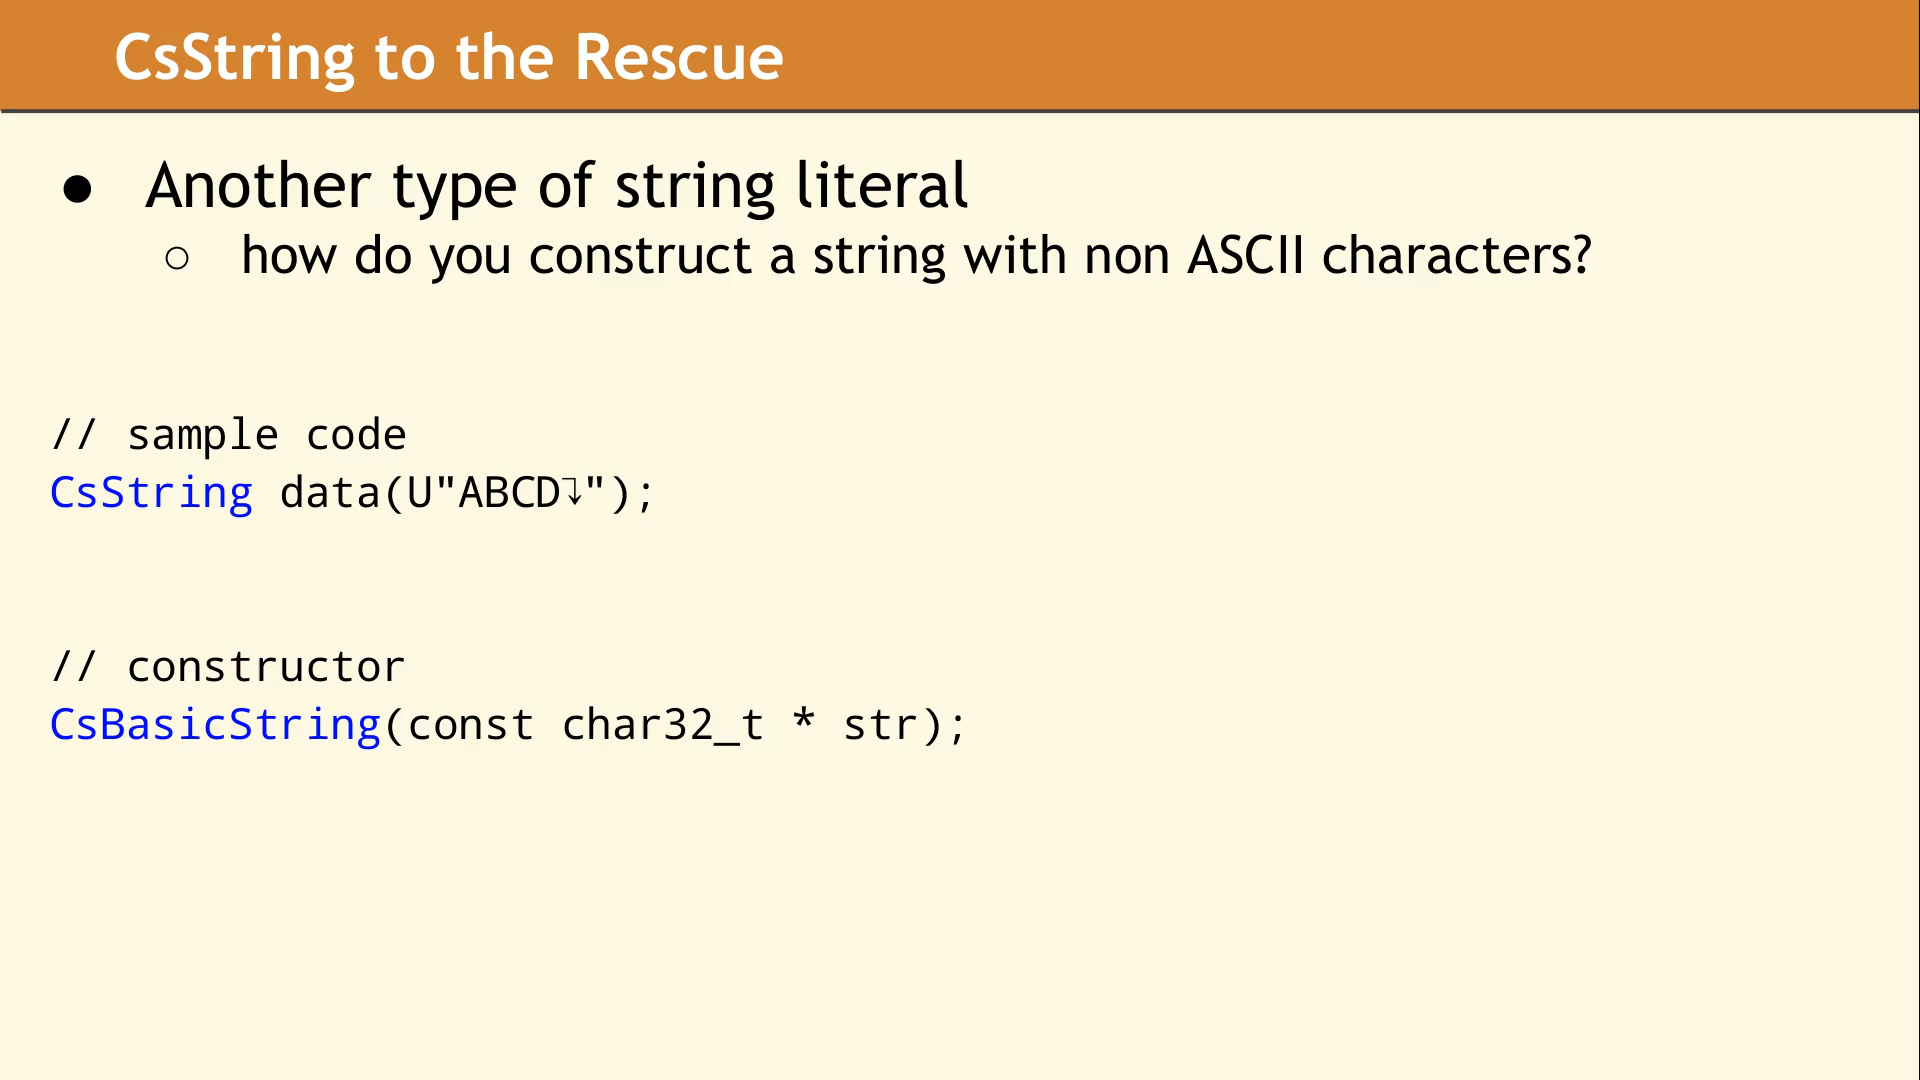 CsString to the Rescue
● Another type of string literal
○ how do you construct a string with non ASCII characters?
// sample code
CsString data(U"ABCD⤵");
// constructor
CsBasicString(const char32_t * str);